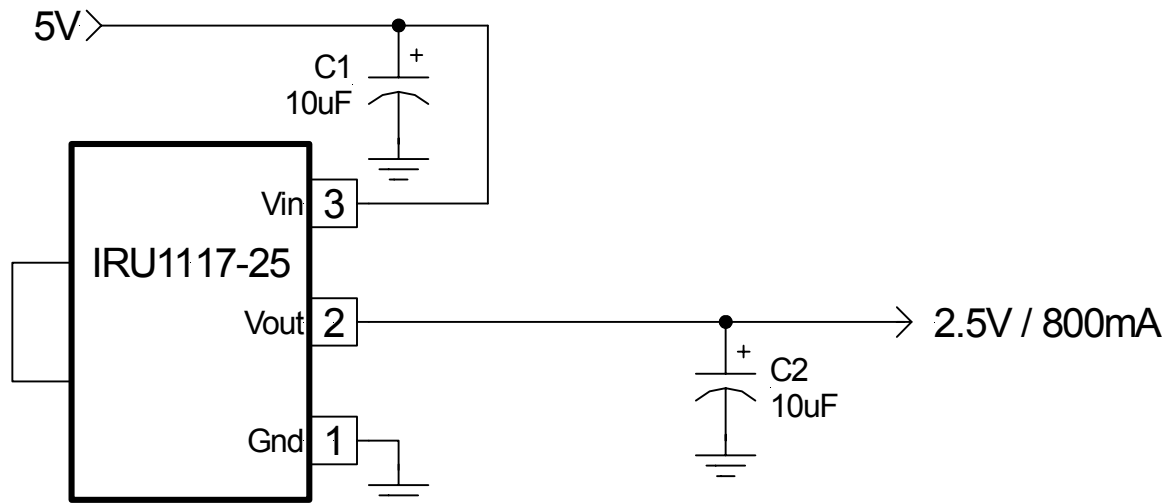 5V
+
C1
10uF
Vin 3
IRU1117-25
Vout 2
2.5V / 800mA
+
C2
10uF
Gnd 1